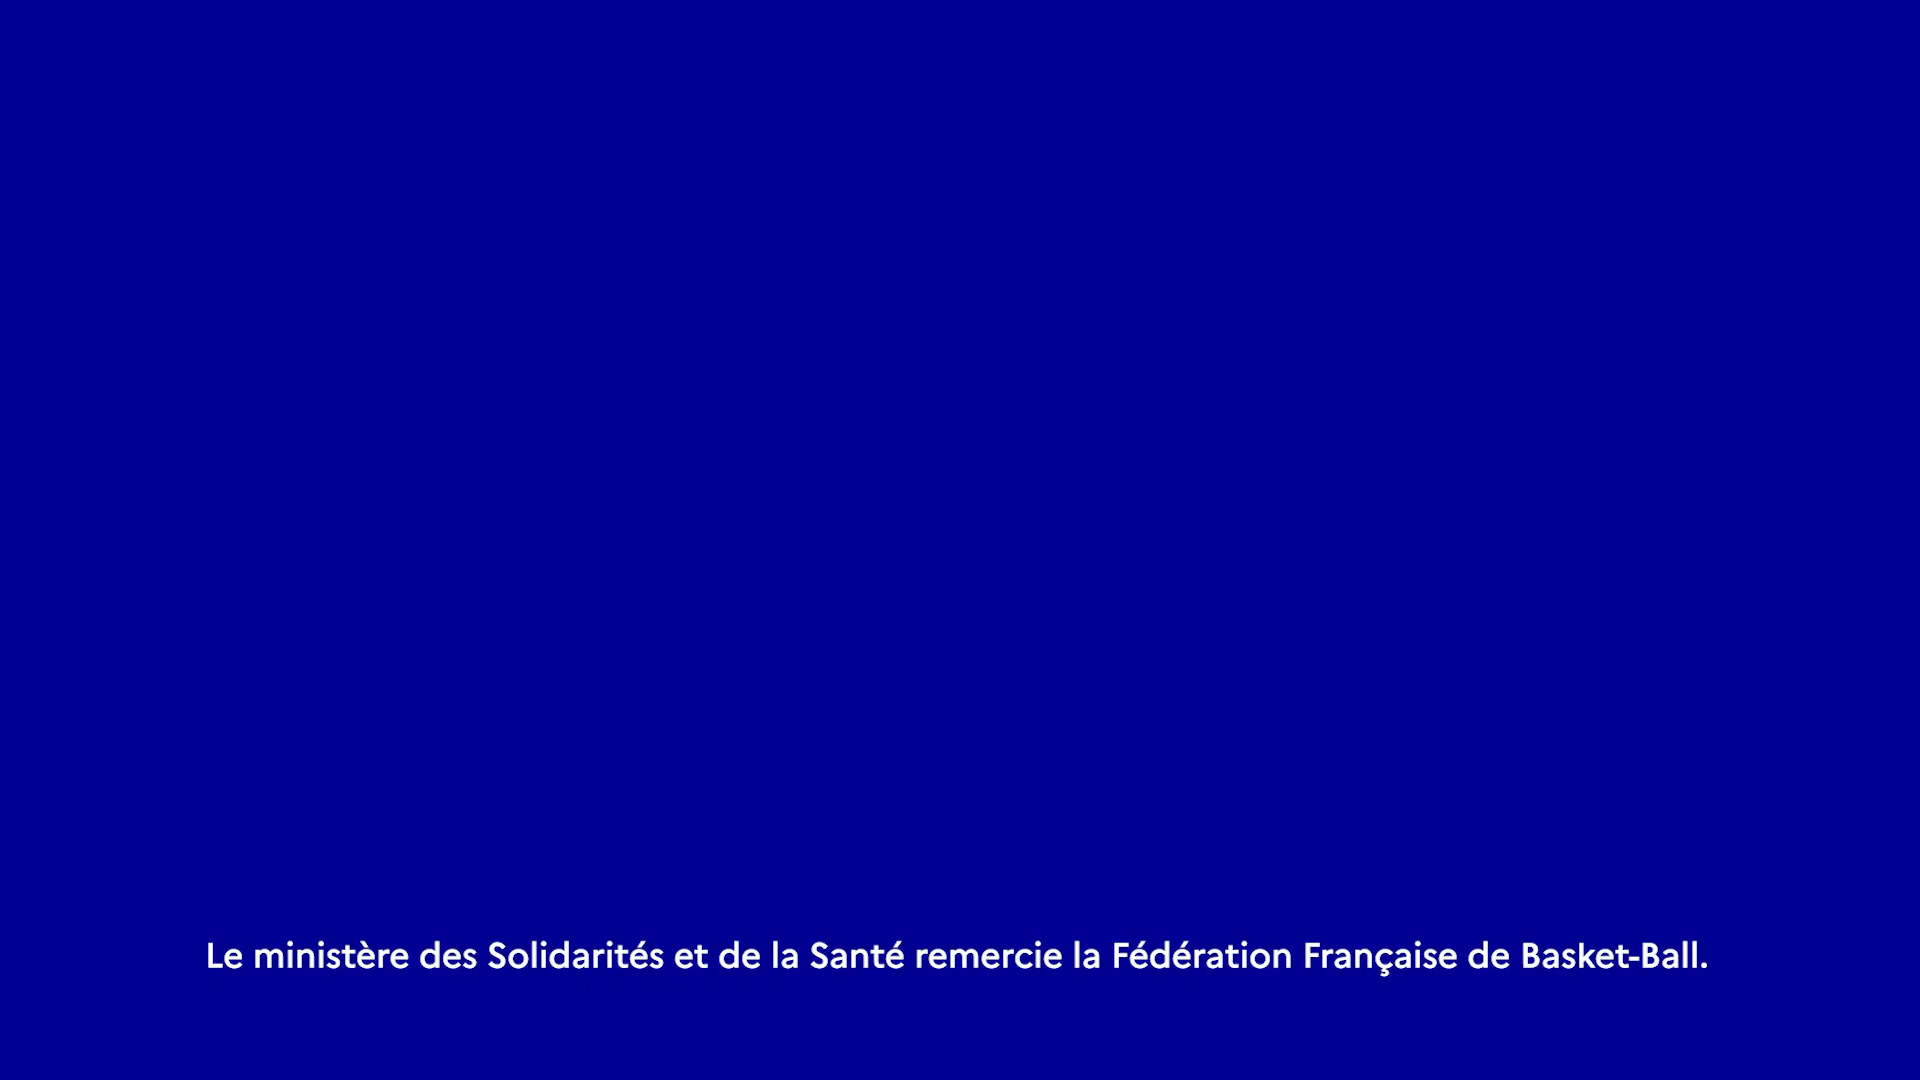 Le ministère des Solidarités et de la Santé remercie la Fédération Française de Basket-Ball.